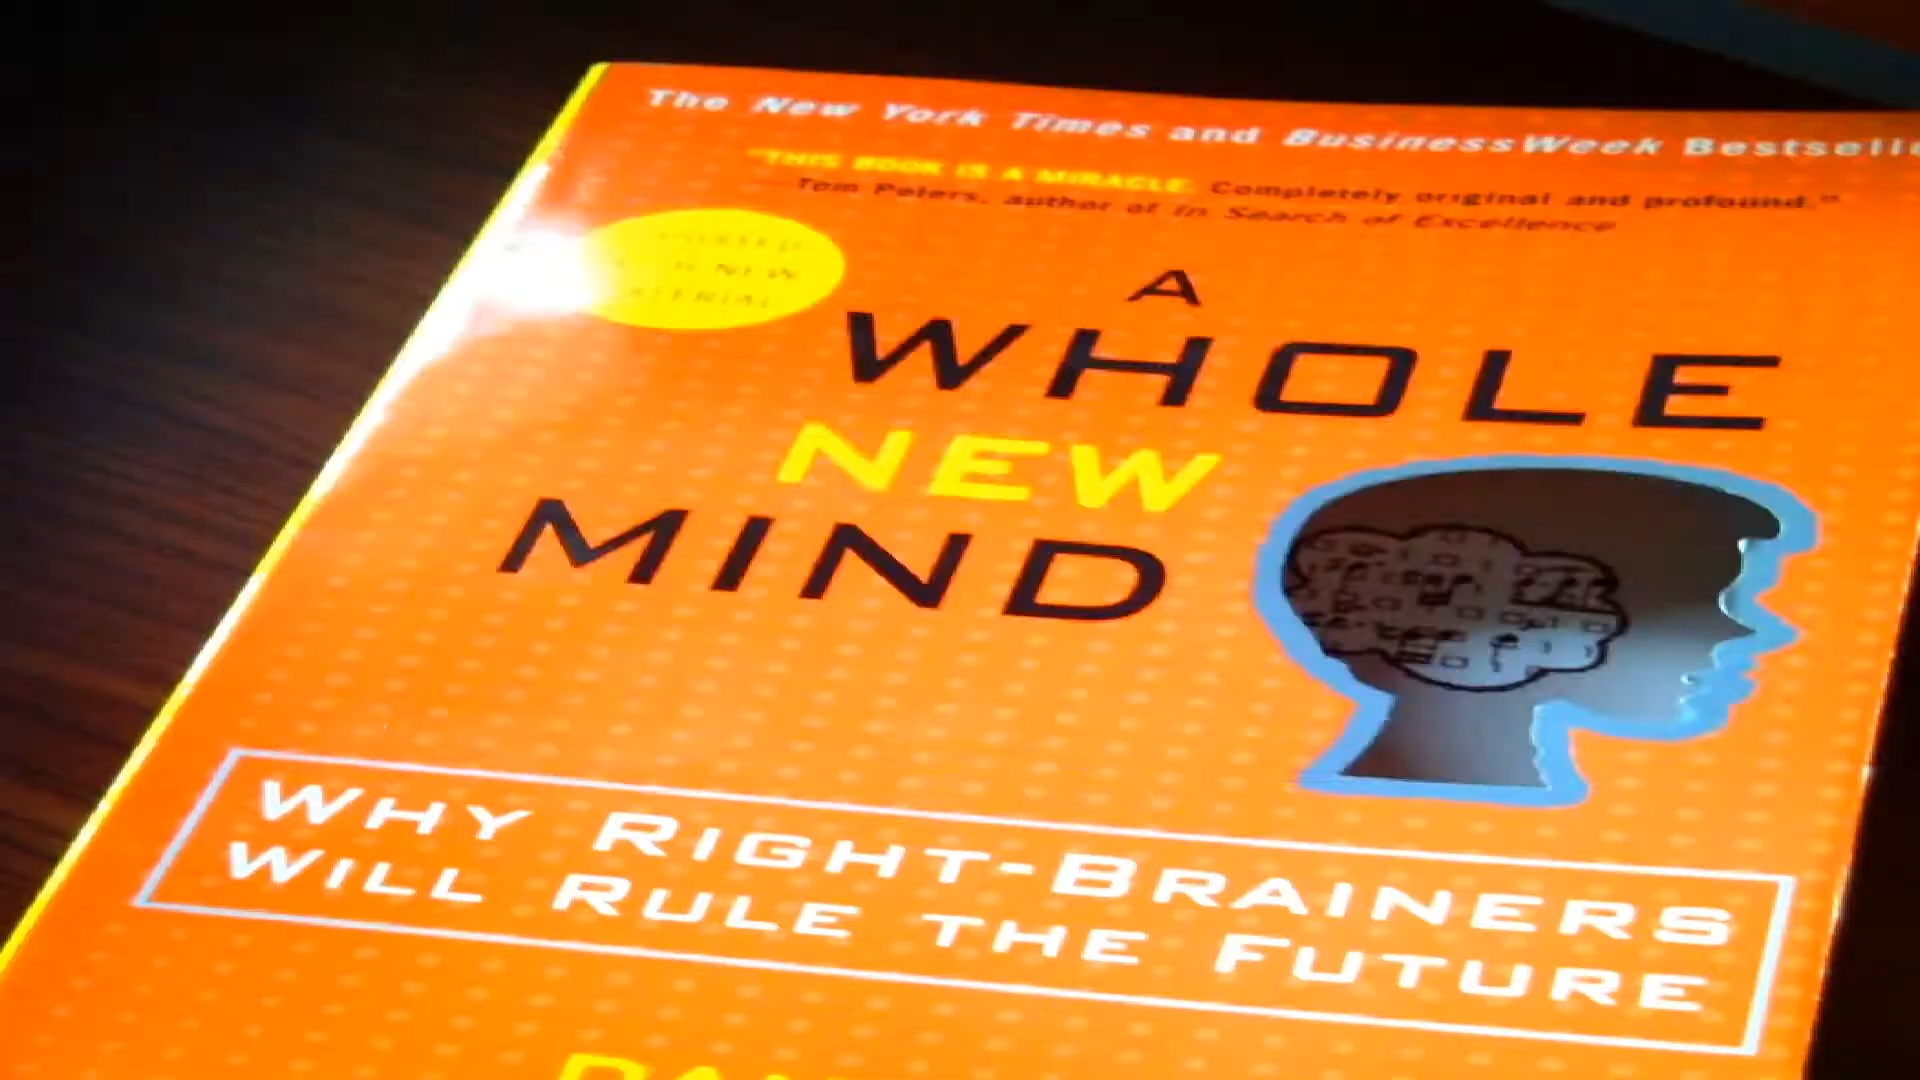 The New York Times and BusinessWeek Bestselle
"THIS BOOK IS A MIRACLE. Completely original and profound."
—Tom Peters, author of In Search of Excellence
NEW
A
WHOLE
NEW
MIND
WHY RIGHT-BRAINERS
WILL RULE THE FUTURE